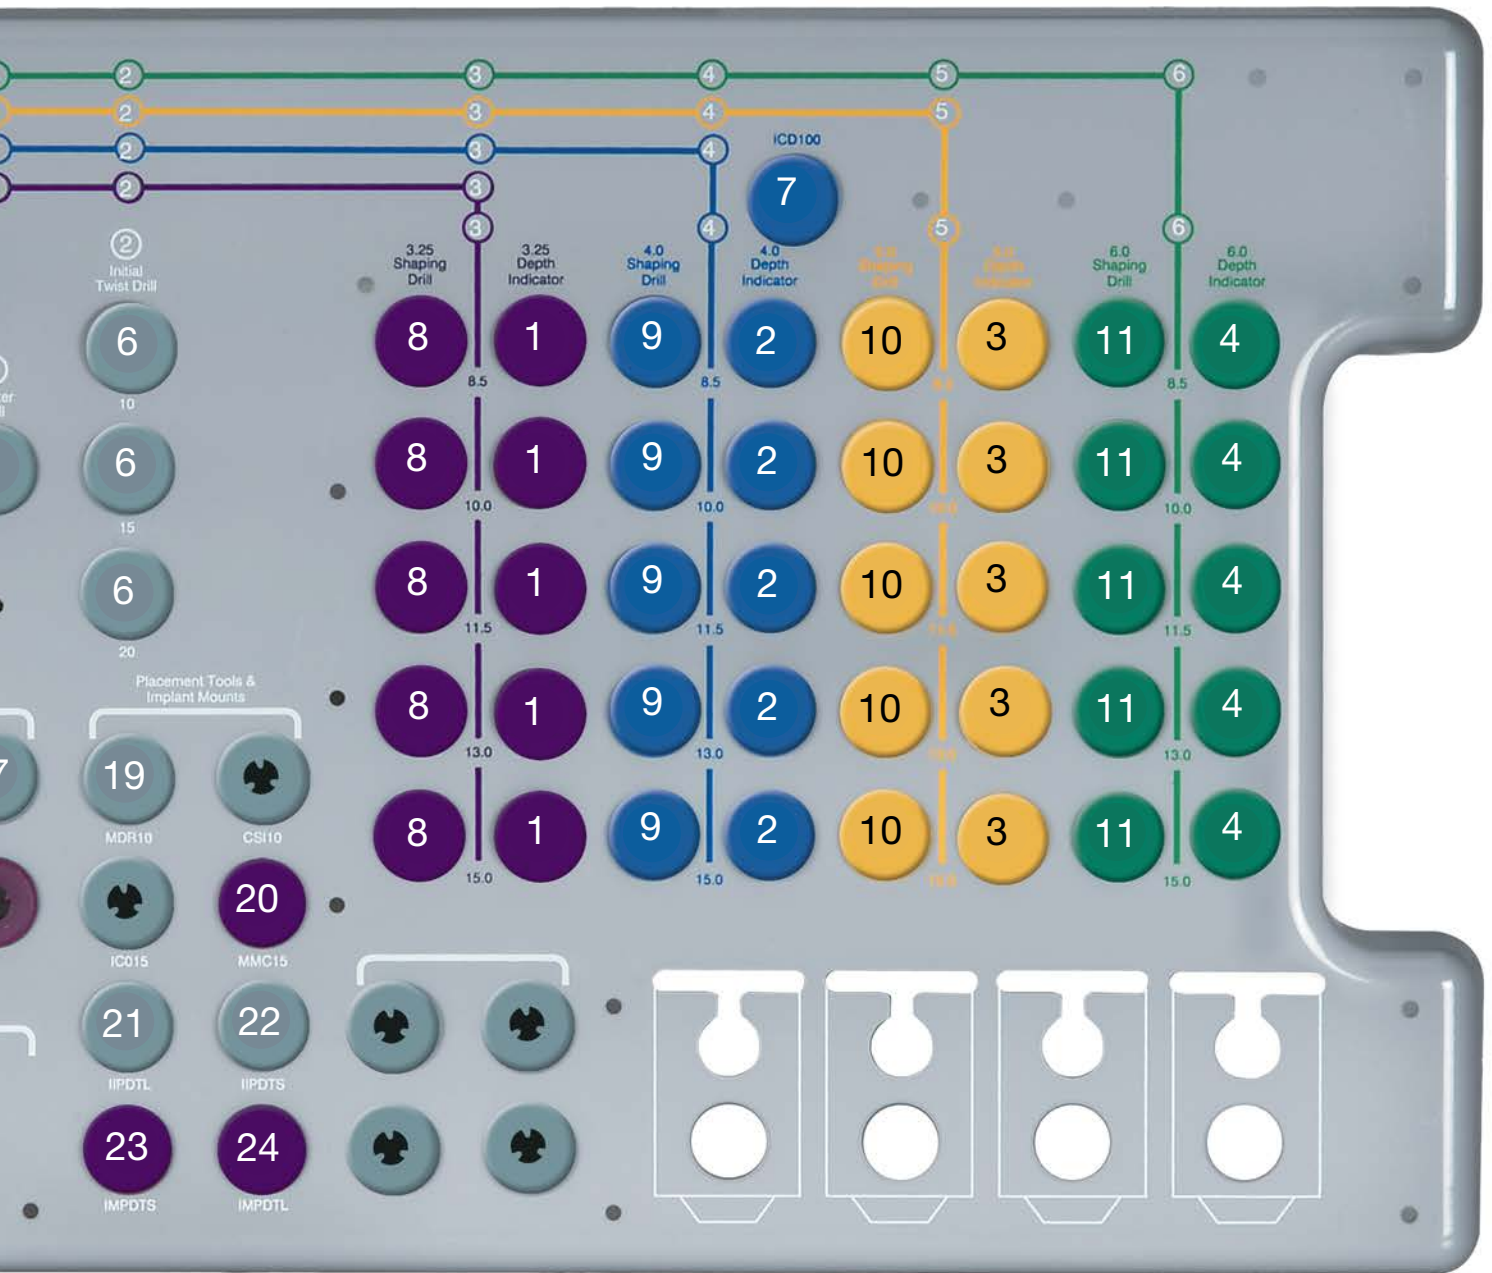 2 3 4 5 6
2 3 4 5
2 3 4
2 3
iCD100
7
3 4 5 6
2
Initial
Twist Drill
3.25
Shaping
Drill
3.25
Depth
Indicator
4.0
Shaping
Drill
4.0
Depth
Indicator
Shaping
Depth
6.0
Shaping
Drill
6.0
Depth
Indicator
6 8 1 9 2 10 3 11 4
8.5 8.5 8.5
10
6 8 1 9 2 10 3 11 4
10.0 10.0 10.0
15
6 8 1 9 2 10 3 11 4
11.5 11.5 11.5
20
Placement Tools &
Implant Mounts
8 1 9 2 10 3 11 4
13.0 13.0 13.0
7 19
MDR10 CSI10
8 1 9 2 10 3 11 4
15.0 15.0 15.0
20
IC015 MMC15
21 22
IIPDTL IIPDTS
23 24
IMPDTS IMPDTL